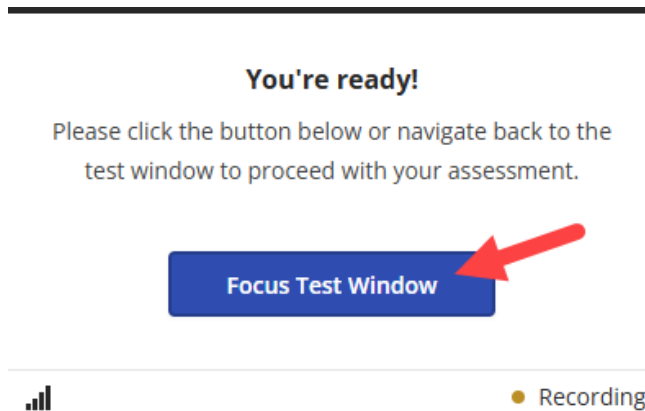 You're ready!
Please click the button below or navigate back to the
test window to proceed with your assessment.
Focus Test Window
Recording